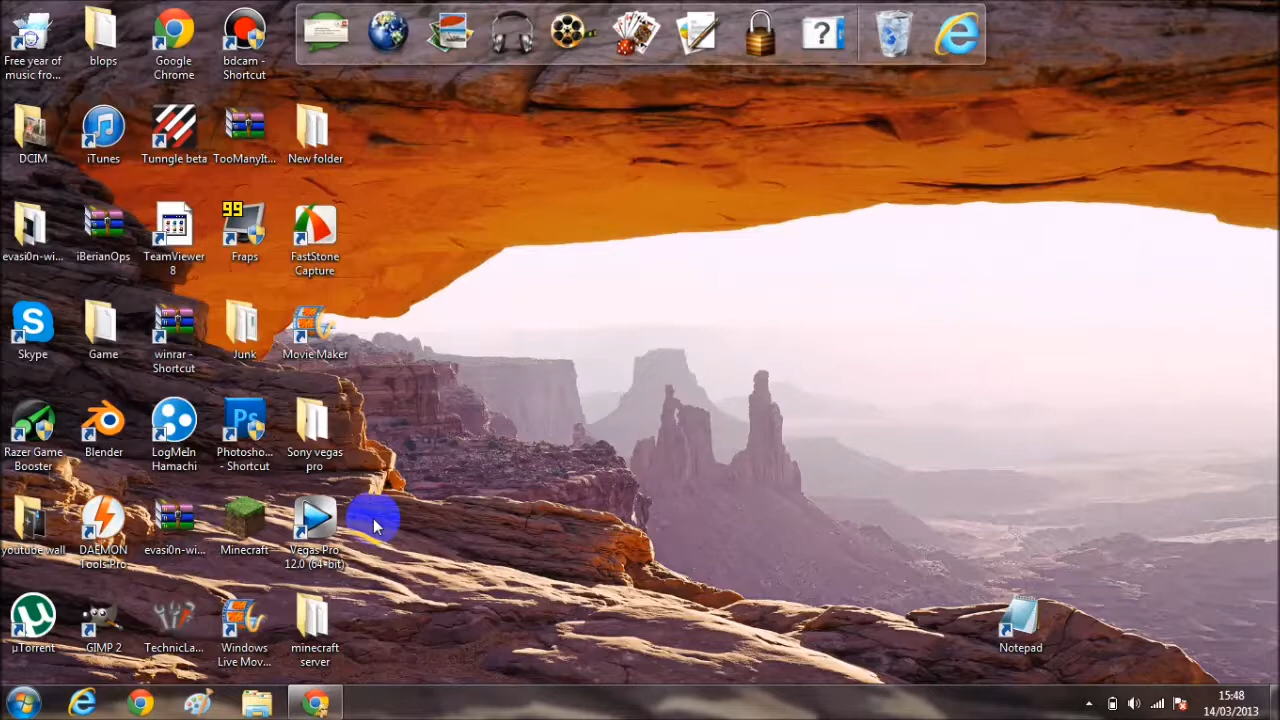 Free year of
music fro...
blops
Google
Chrome
bdcam -
Shortcut
?
DCIM
iTunes
Tunngle beta
TooManyIt...
New folder
evasi0n-wi...
iBerianOps
TeamViewer
8
99
Fraps
FastStone
Capture
S
Skype
Game
winrar -
Shortcut
Junk
Movie Maker
Razer Game
Booster
Blender
LogMeIn
Hamachi
Ps
Photosho...
- Shortcut
Sony vegas
pro
youtube wall
DAEMON
Tools Pro
evasi0n-wi...
Minecraft
Vegas Pro
12.0 (64-bit)
µTorrent
GIMP 2
TechnicLa...
Windows
Live Mov...
minecraft
server
Notepad
15:48
14/03/2013